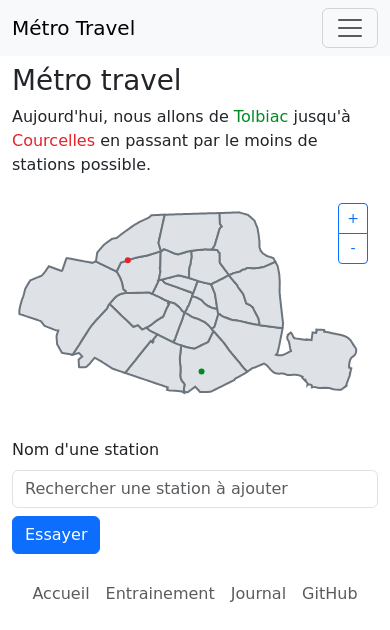 Métro Travel
Métro travel
Aujourd'hui, nous allons de Tolbiac jusqu'à
Courcelles en passant par le moins de
stations possible.
+
-
Nom d'une station
Rechercher une station à ajouter
Essayer
Accueil Entrainement Journal GitHub